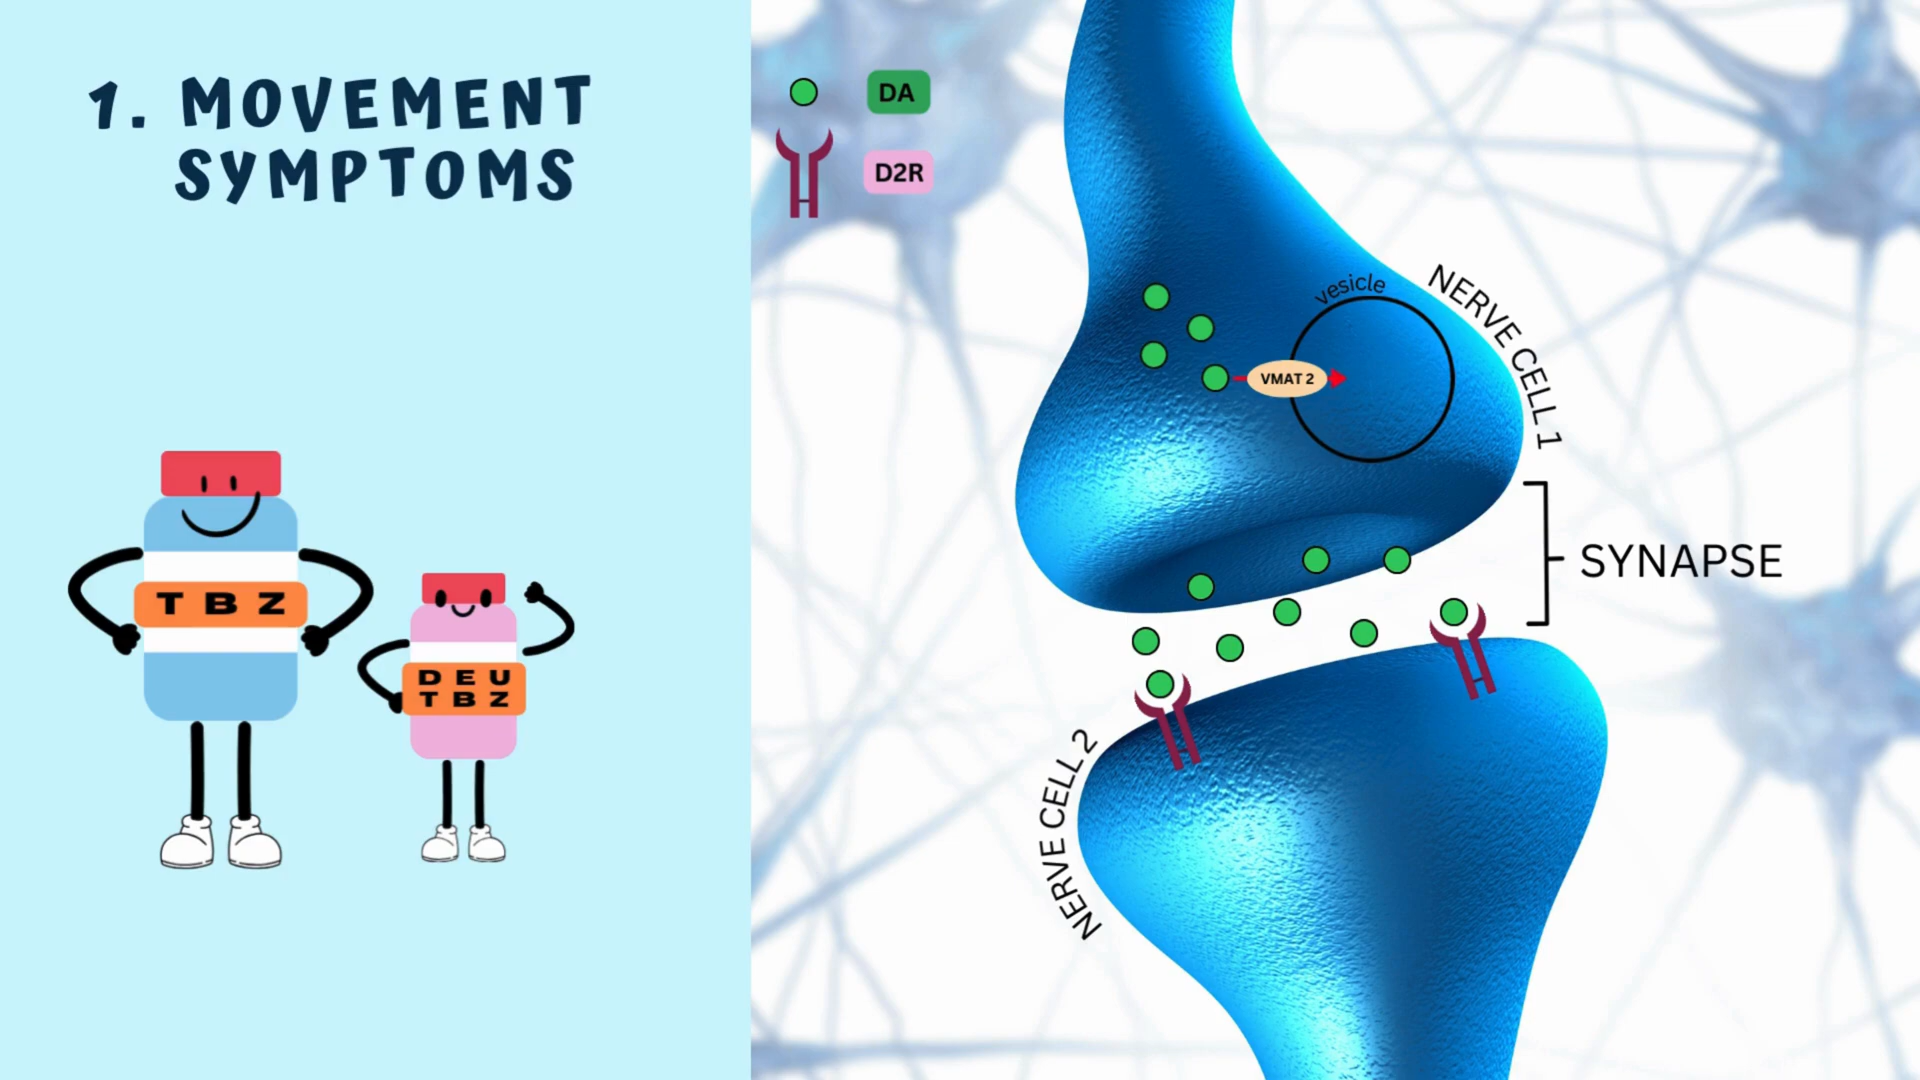 1. MOVEMENT
SYMPTOMS
TBZ
DEU
TBZ
DA
D2R
vesicle
VMAT 2
NERVE CELL 1
SYNAPSE
NERVE CELL 2